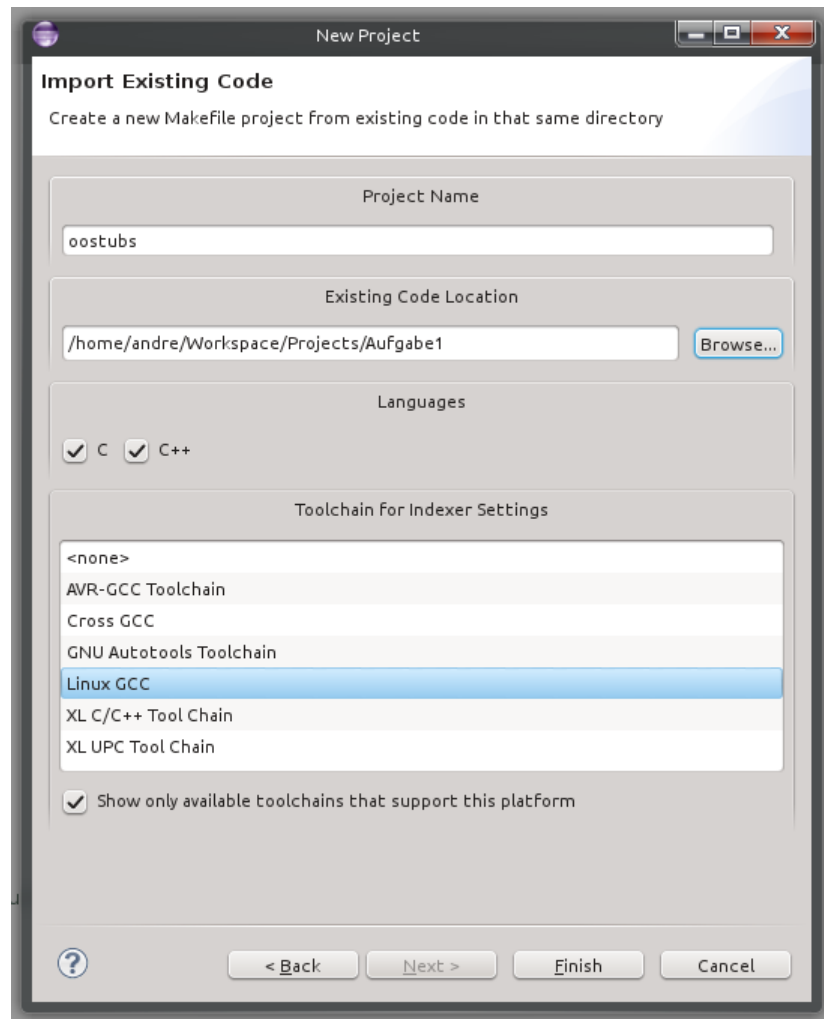 New Project
Import Existing Code
Create a new Makefile project from existing code in that same directory
Project Name
oostubs
Existing Code Location
/home/andre/Workspace/Projects/Aufgabe1
Browse...
Languages
C C++
Toolchain for Indexer Settings
<none>
AVR-GCC Toolchain
Cross GCC
GNU Autotools Toolchain
Linux GCC
XL C/C++ Tool Chain
XL UPC Tool Chain
Show only available toolchains that support this platform
< Back Next > Finish Cancel